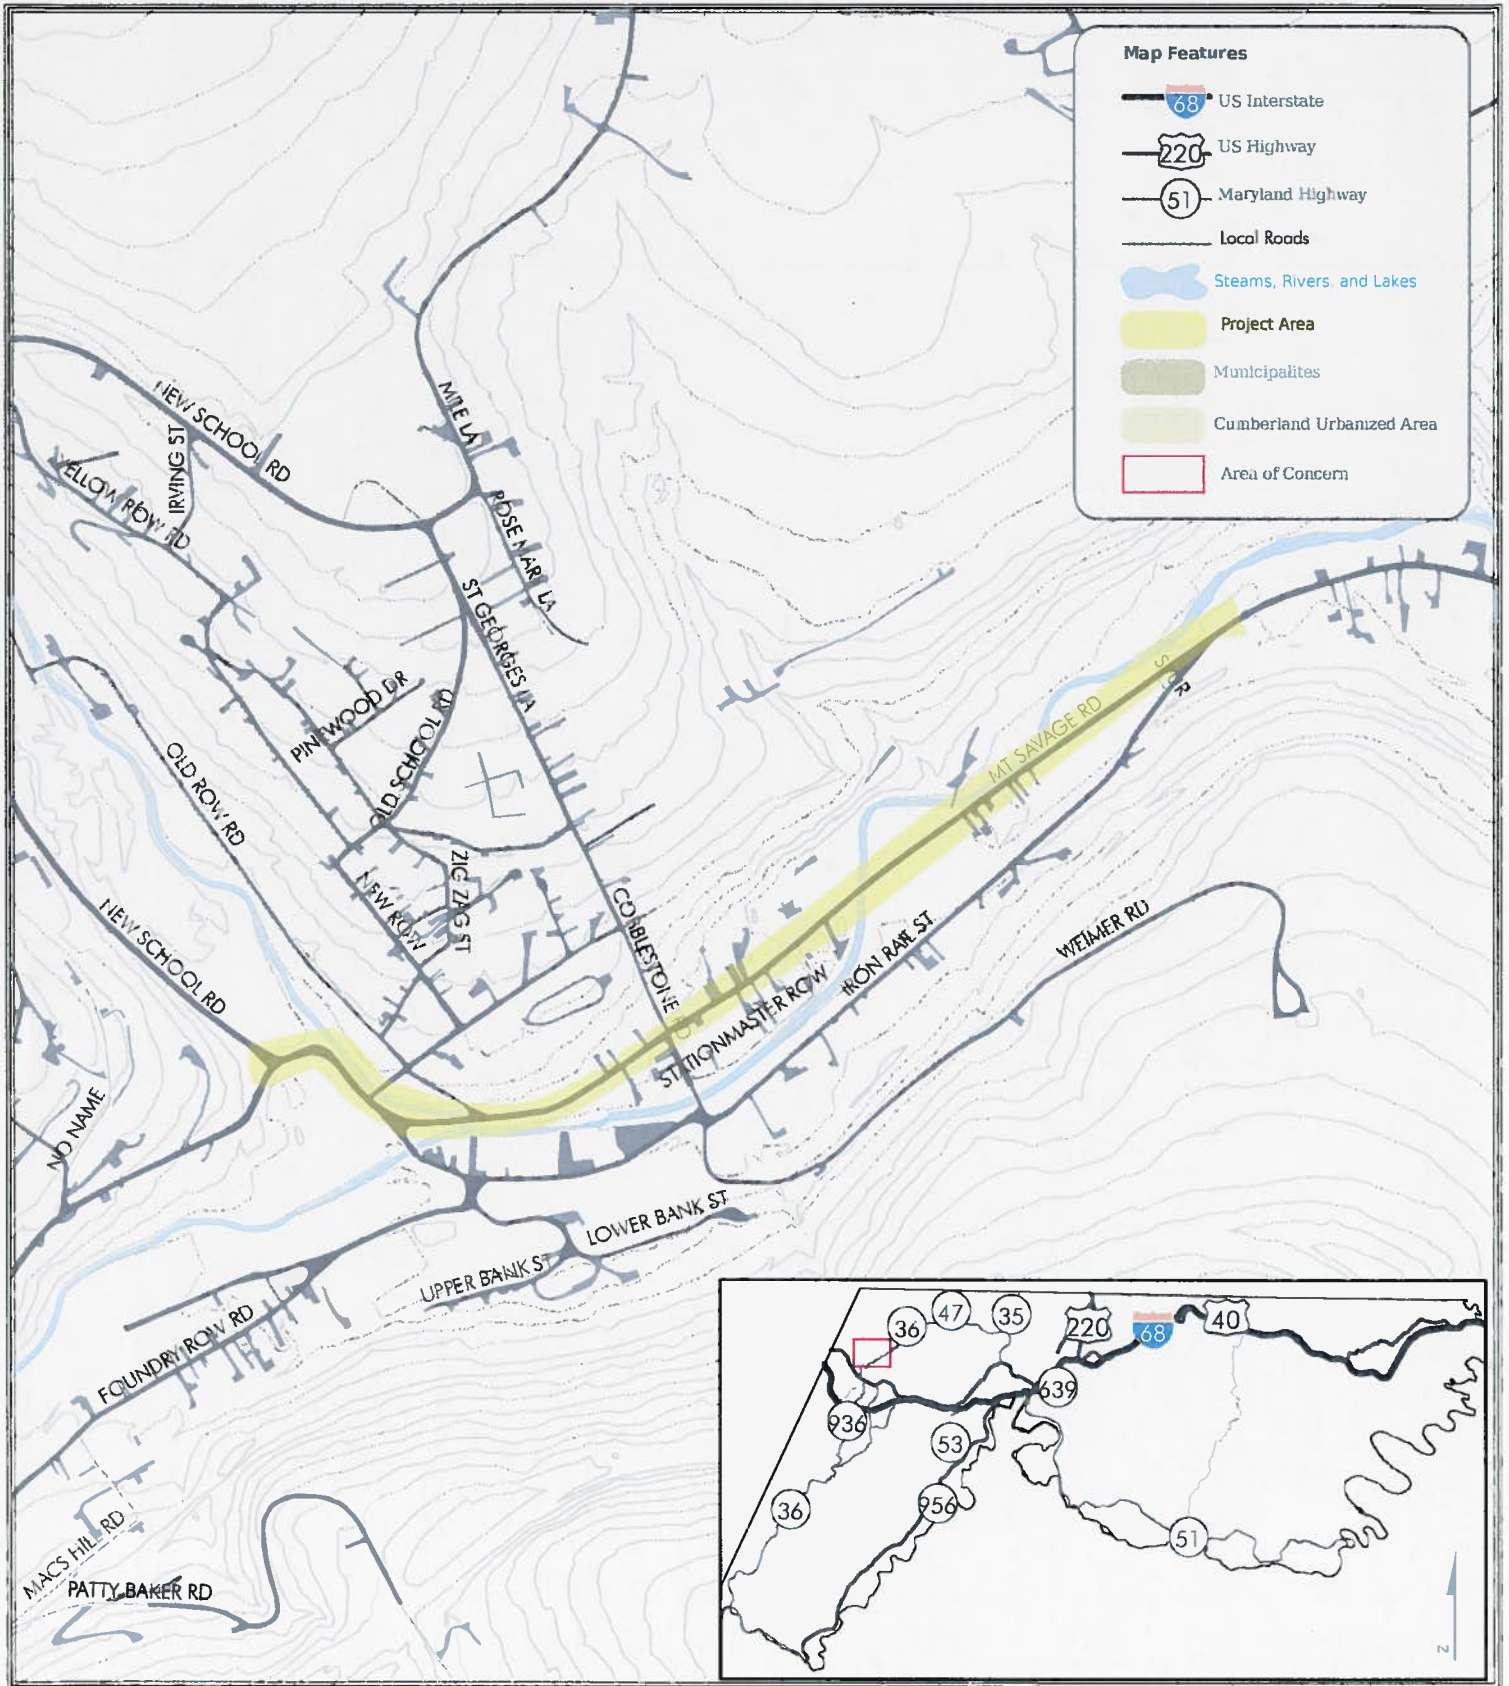 Map Features
68 US Interstate
220 US Highway
51 Maryland Highway
Local Roads
Steams, Rivers, and Lakes
Project Area
Municipalites
Cumberland Urbanized Area
Area of Concern
NEW SCHOOL RD
MILE LA
IRVING ST
YELLOW ROW RD
ROSE MARY LA
ST GEORGES LA
PINEWOOD DR
OLD SCHOOL RD
OLD ROW RD
MT SAVAGE RD
ZIG ZAG ST
NEW ROW
COBBLESTONE RD
NEW SCHOOL RD
IRON RAIL ST
WEIMER RD
STATIONMASTER ROW
NO NAME
LOWER BANK ST
UPPER BANK ST
FOUNDRY ROW RD
MACS HILL RD
PATTY BAKER RD
36
47
35
220
68
40
639
936
53
36
956
51
N